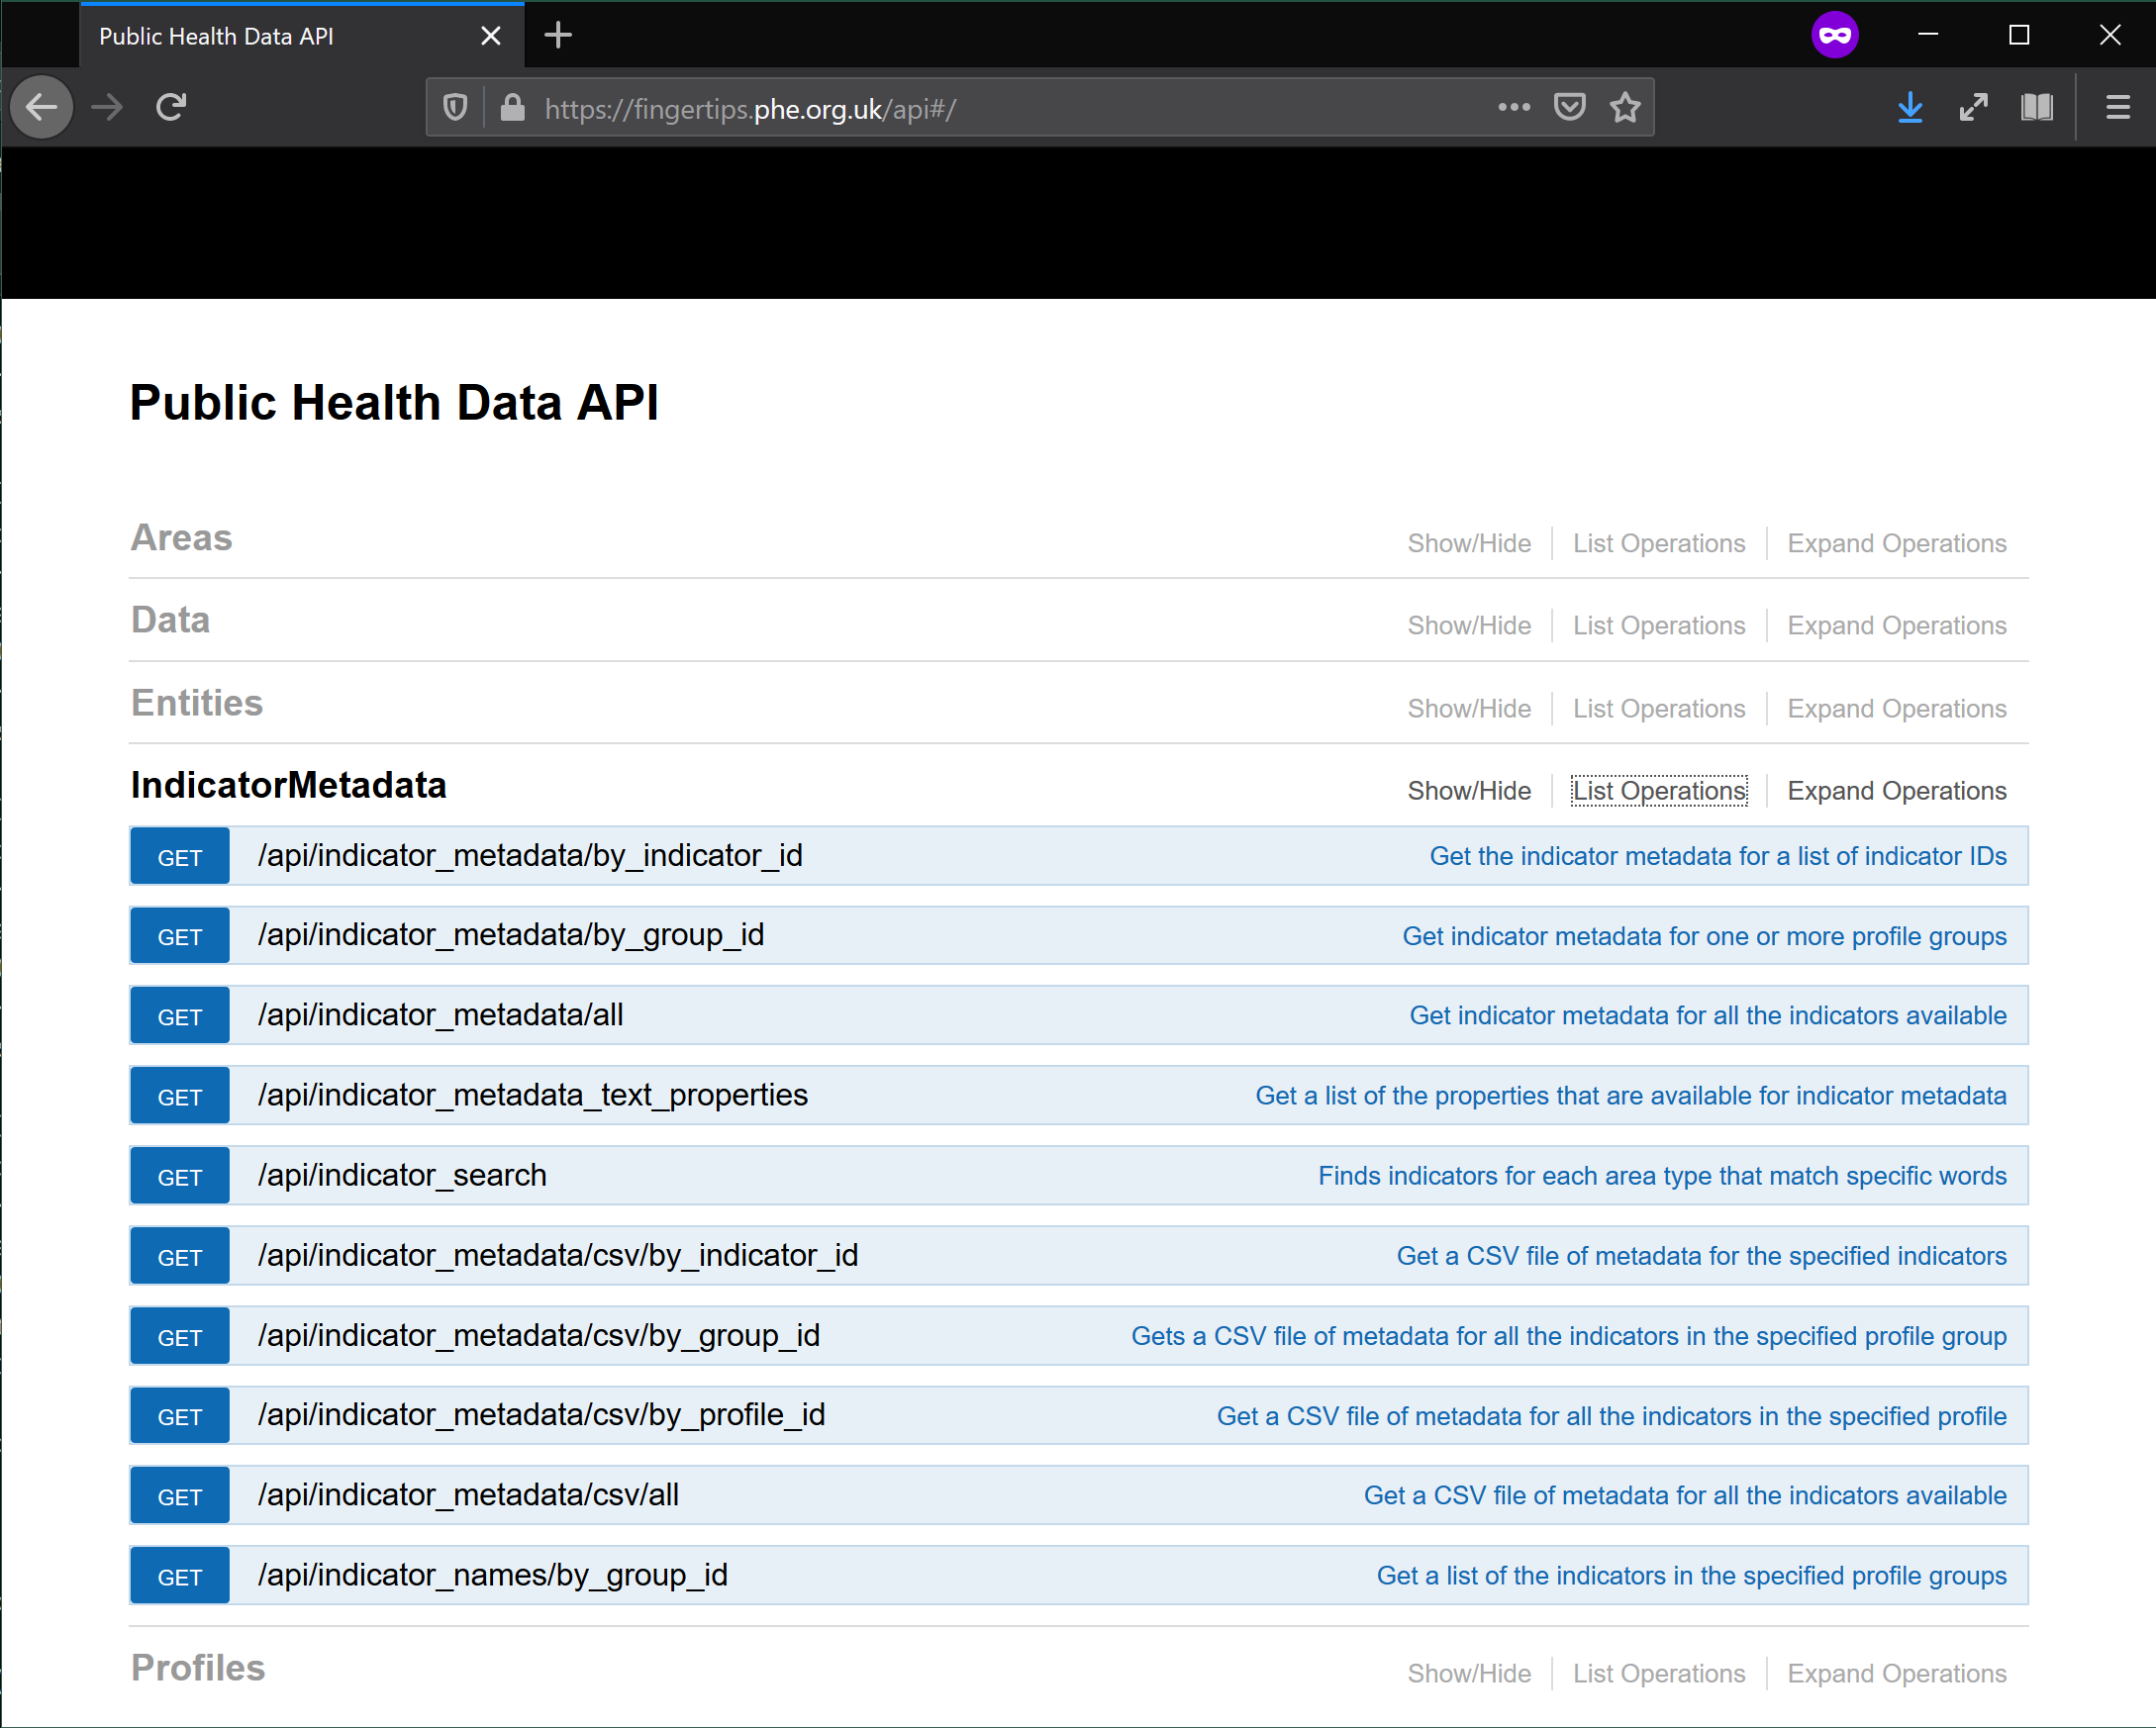 Public Health Data API
https://fingertips.phe.org.uk/api#/
Public Health Data API
Areas Show/Hide List Operations Expand Operations
Data Show/Hide List Operations Expand Operations
Entities Show/Hide List Operations Expand Operations
IndicatorMetadata Show/Hide List Operations Expand Operations
GET /api/indicator_metadata/by_indicator_id Get the indicator metadata for a list of indicator IDs
GET /api/indicator_metadata/by_group_id Get indicator metadata for one or more profile groups
GET /api/indicator_metadata/all Get indicator metadata for all the indicators available
GET /api/indicator_metadata_text_properties Get a list of the properties that are available for indicator metadata
GET /api/indicator_search Finds indicators for each area type that match specific words
GET /api/indicator_metadata/csv/by_indicator_id Get a CSV file of metadata for the specified indicators
GET /api/indicator_metadata/csv/by_group_id Gets a CSV file of metadata for all the indicators in the specified profile group
GET /api/indicator_metadata/csv/by_profile_id Get a CSV file of metadata for all the indicators in the specified profile
GET /api/indicator_metadata/csv/all Get a CSV file of metadata for all the indicators available
GET /api/indicator_names/by_group_id Get a list of the indicators in the specified profile groups
Profiles Show/Hide List Operations Expand Operations